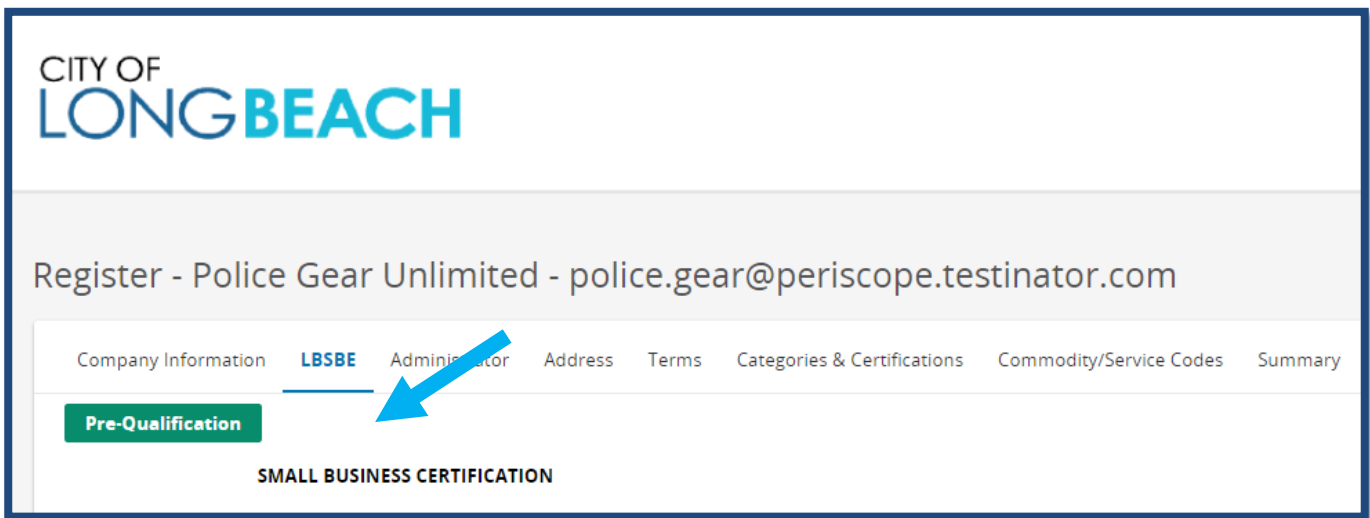 CITY OF
LONGBEACH
Register - Police Gear Unlimited - police.gear@periscope.testinator.com
Company Information LBSBE Administrator Address Terms Categories & Certifications Commodity/Service Codes Summary
Pre-Qualification
SMALL BUSINESS CERTIFICATION